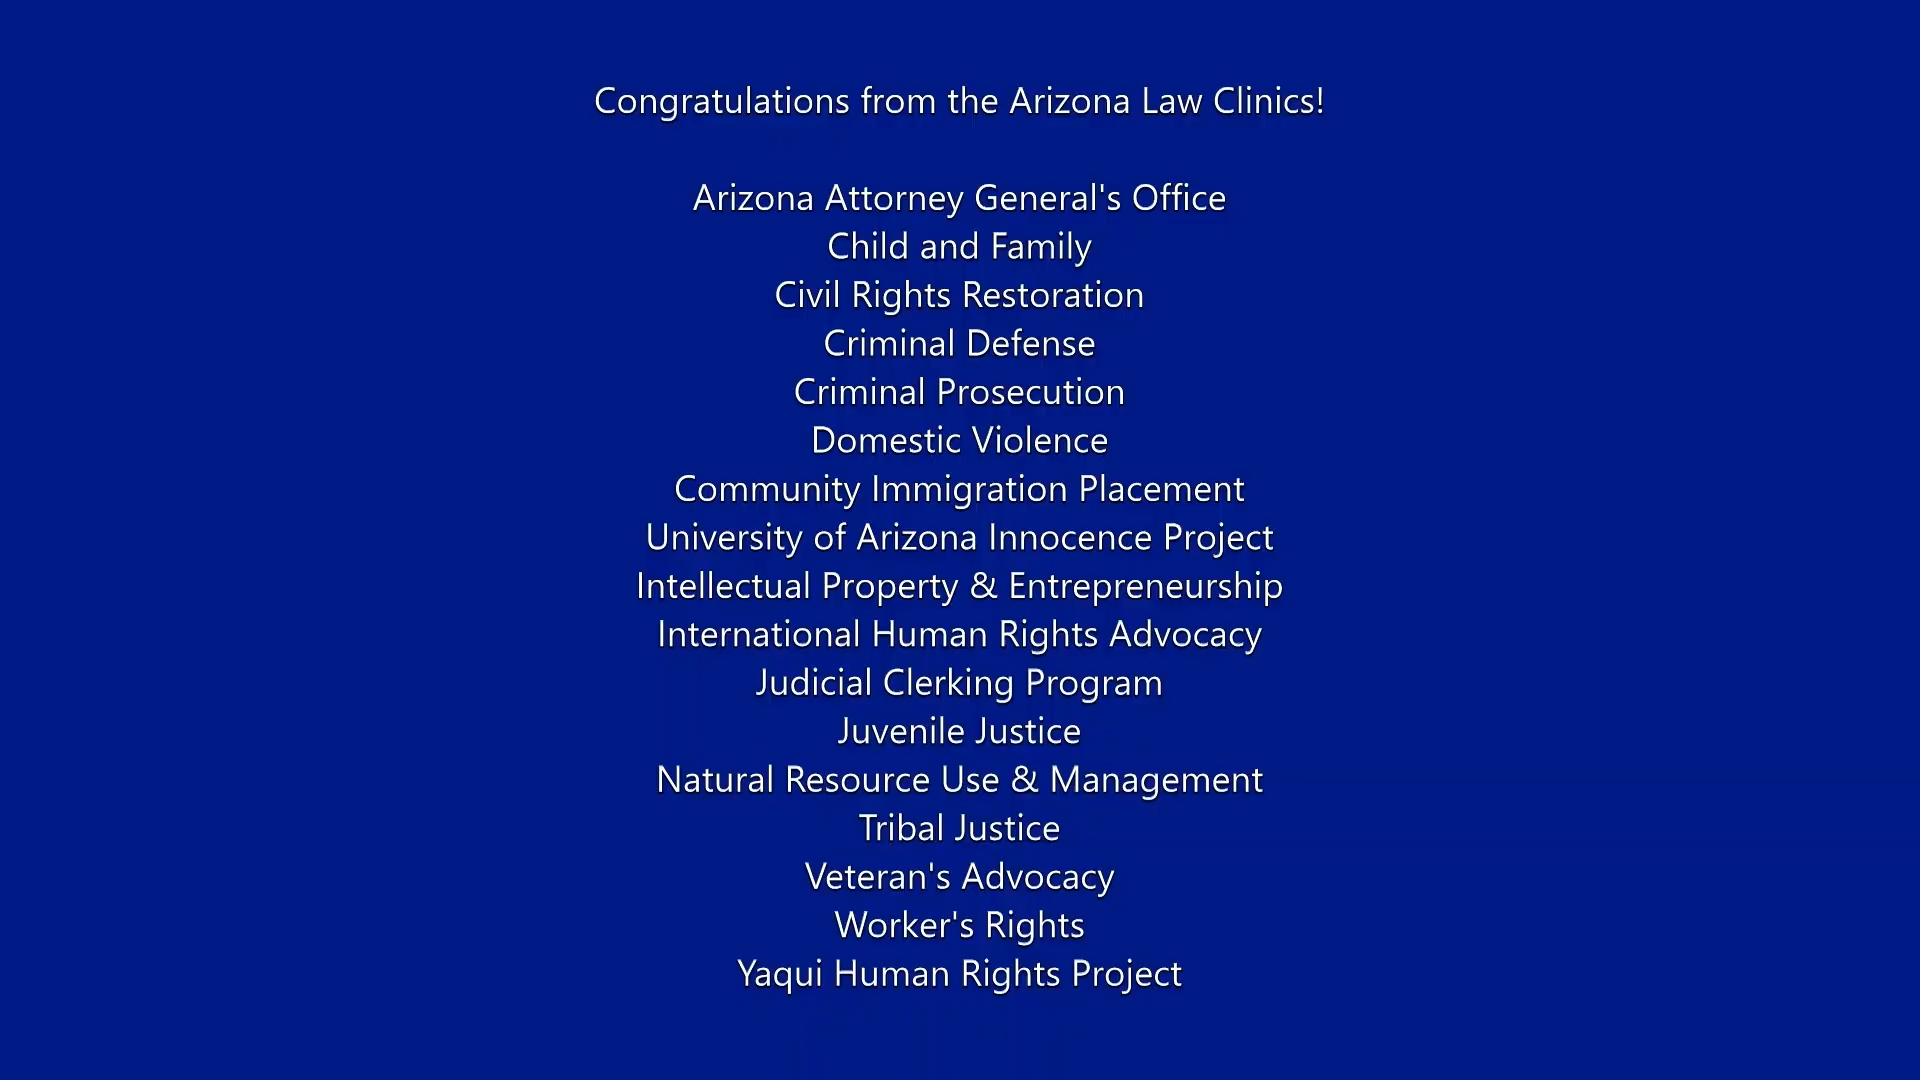 Congratulations from the Arizona Law Clinics!
Arizona Attorney General's Office
Child and Family
Civil Rights Restoration
Criminal Defense
Criminal Prosecution
Domestic Violence
Community Immigration Placement
University of Arizona Innocence Project
Intellectual Property & Entrepreneurship
International Human Rights Advocacy
Judicial Clerking Program
Juvenile Justice
Natural Resource Use & Management
Tribal Justice
Veteran's Advocacy
Worker's Rights
Yaqui Human Rights Project